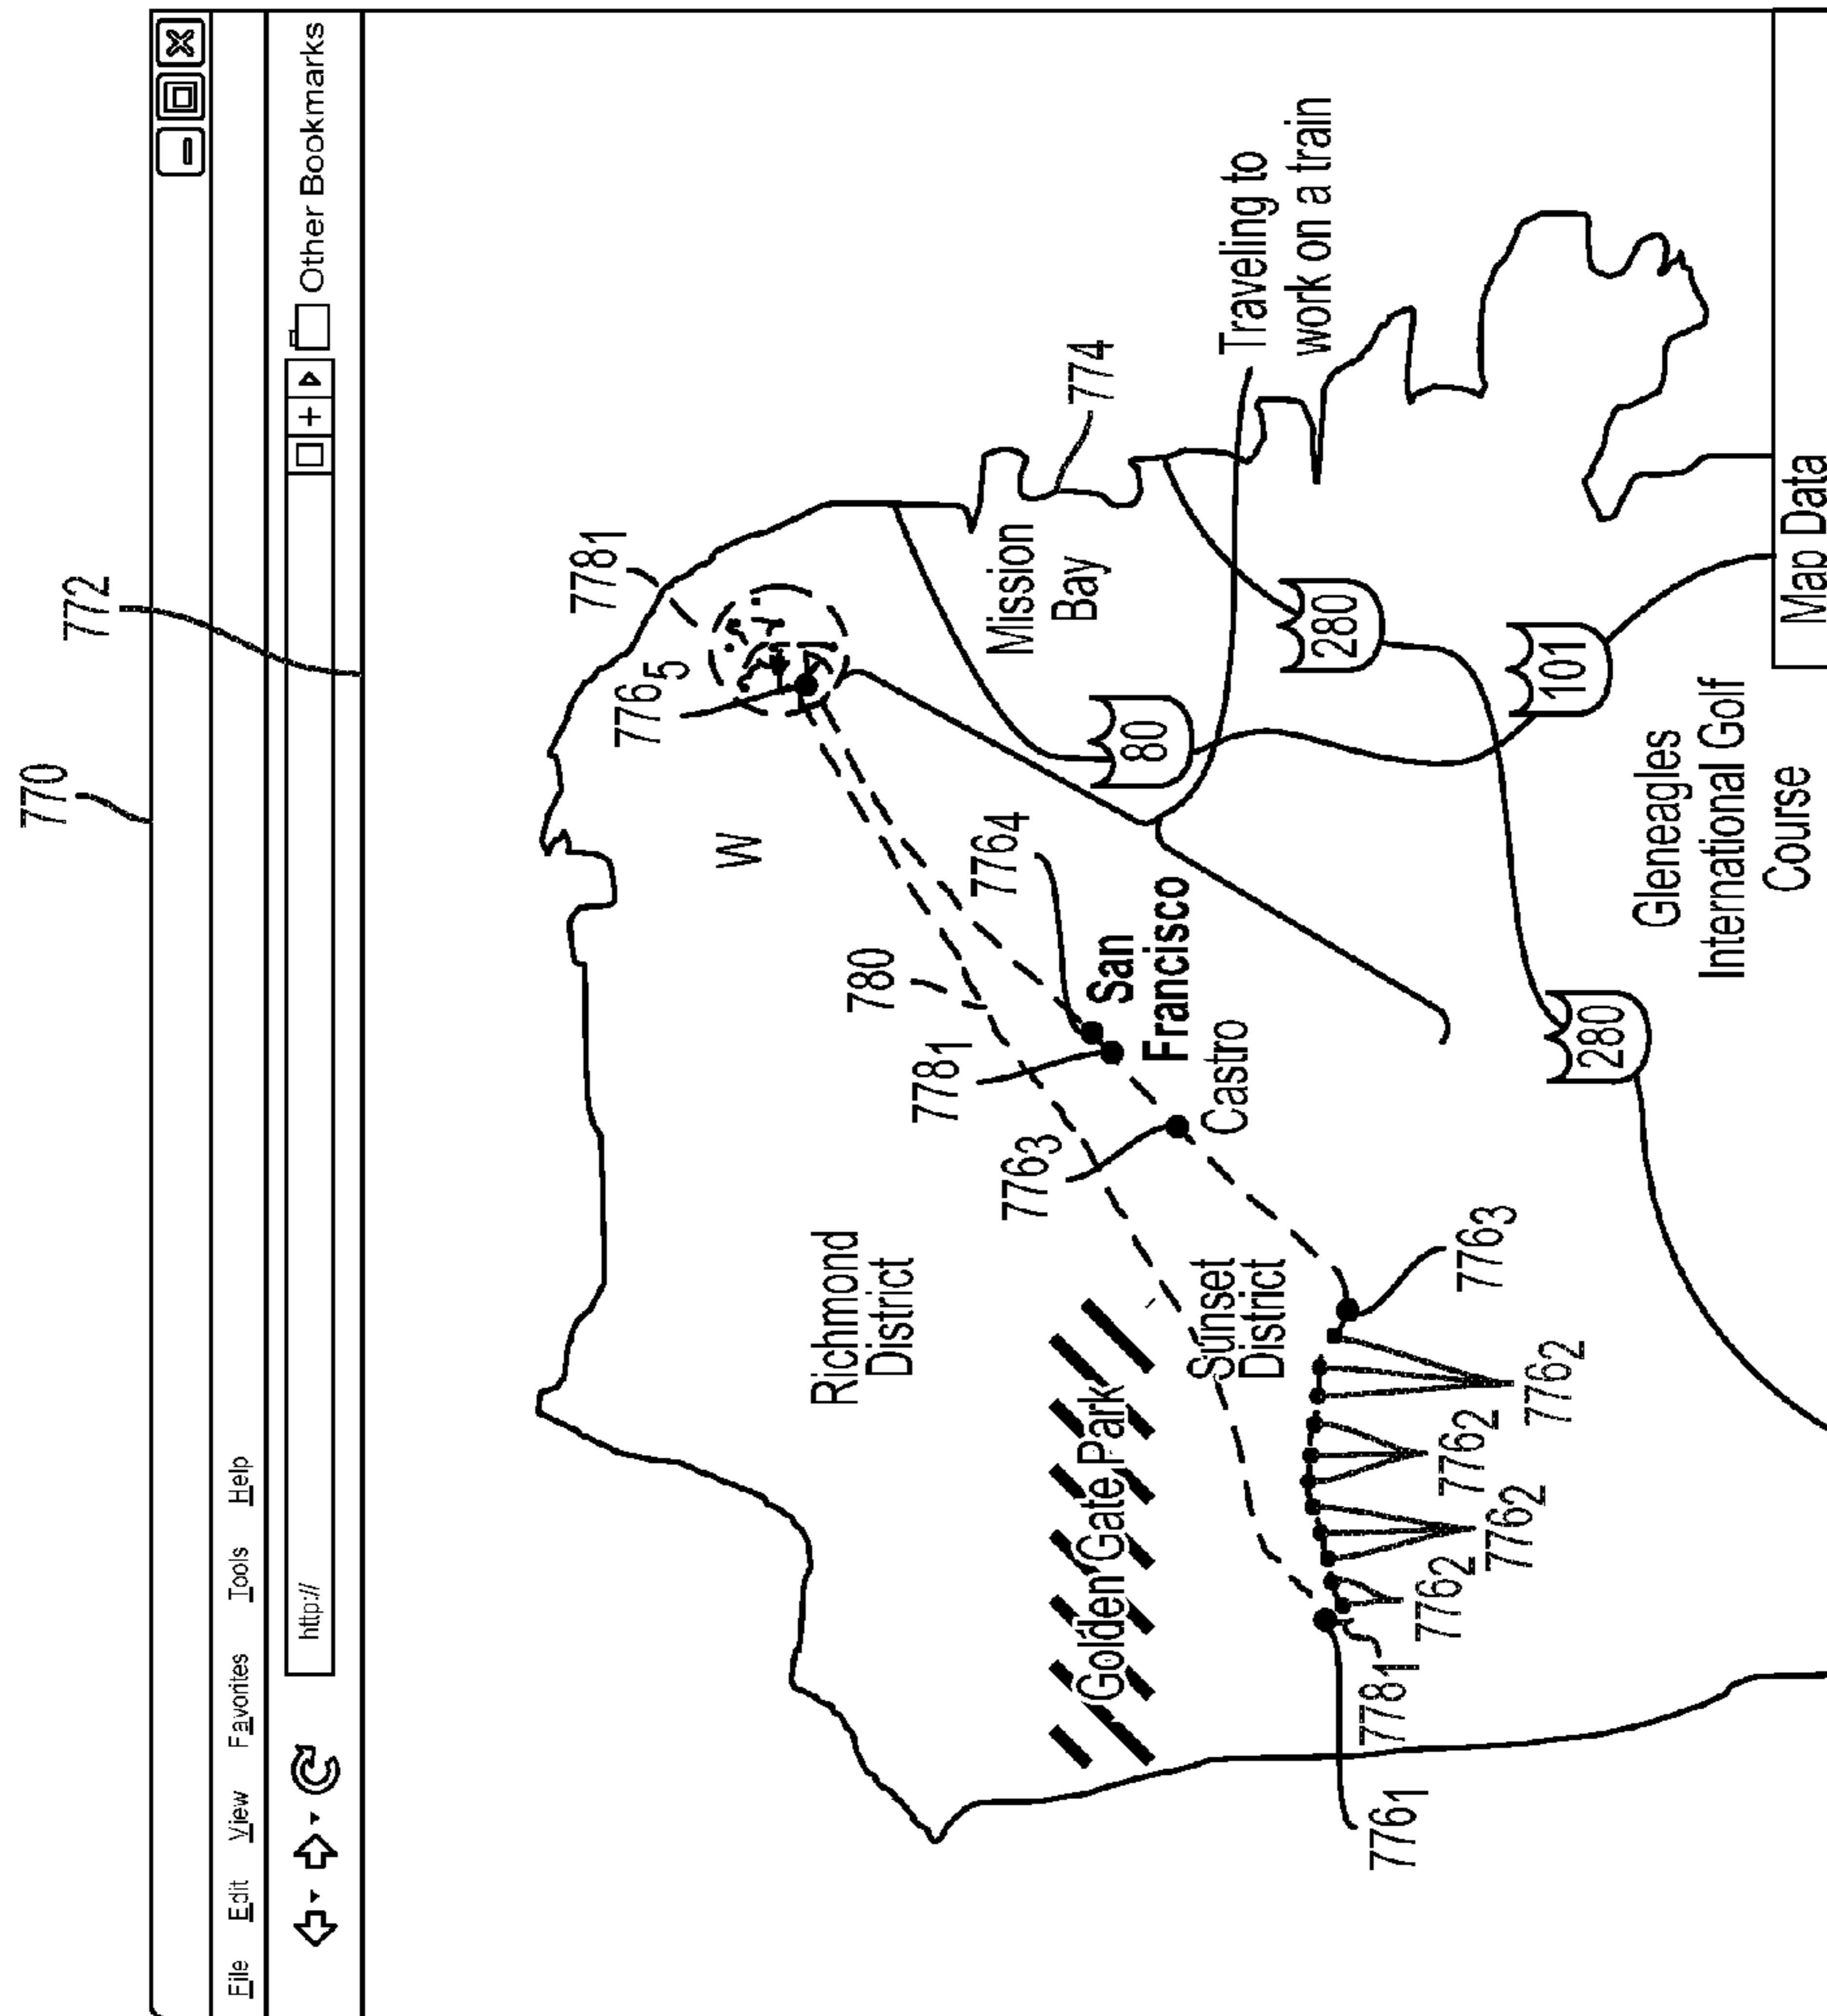 770
772
File Edit View Favorites Tools Help
http://
Other Bookmarks
7781
7765
W
Richmond
District
780
7781
7764
7763
Mission
Bay
774
San
Francisco
Castro
80
Golden Gate Park
Sunset
District
Traveling to
work on a train
280
7761
7781
7762
7762
7762
7762
7763
101
280
Gleneagles
International Golf
Course
Map Data